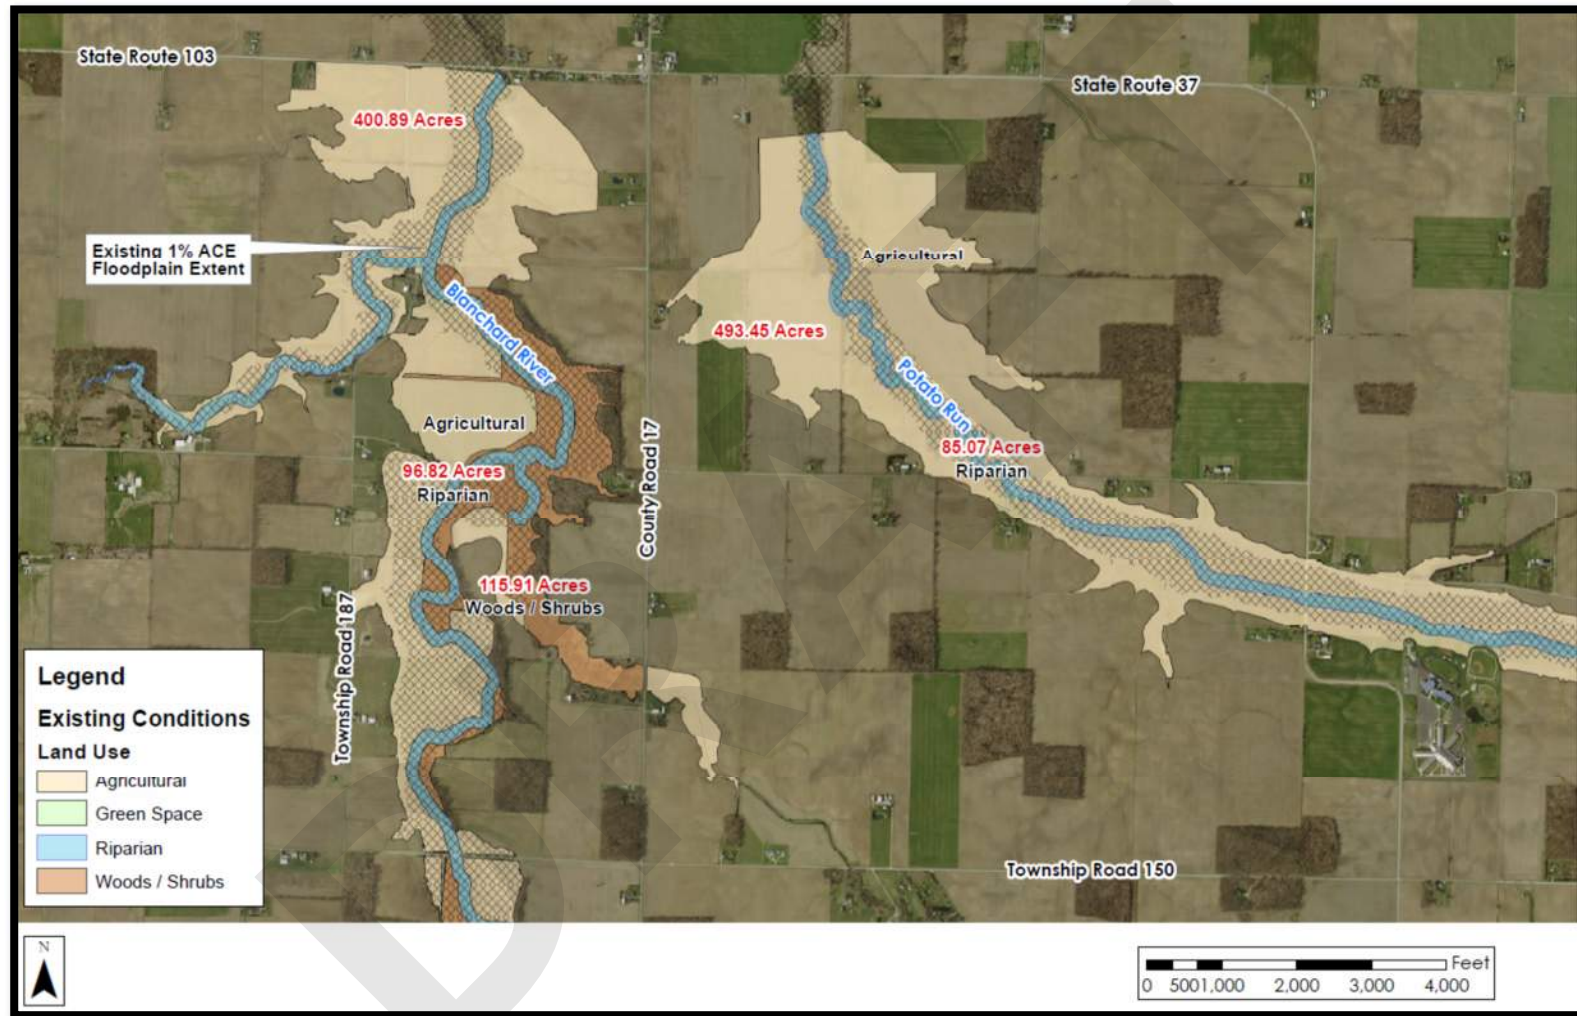 State Route 103
State Route 37
400.89 Acres
Existing 1% ACE
Floodplain Extent
Agricultural
Blanchard River
493.45 Acres
Potato Run
Agricultural
85.07 Acres
Riparian
96.82 Acres
Riparian
County Road 17
115.91 Acres
Woods / Shrubs
Township Road 187
Township Road 150
Legend
Existing Conditions
Land Use
Agricultural
Green Space
Riparian
Woods / Shrubs
N
Feet
0 500 1,000 2,000 3,000 4,000
DRAFT